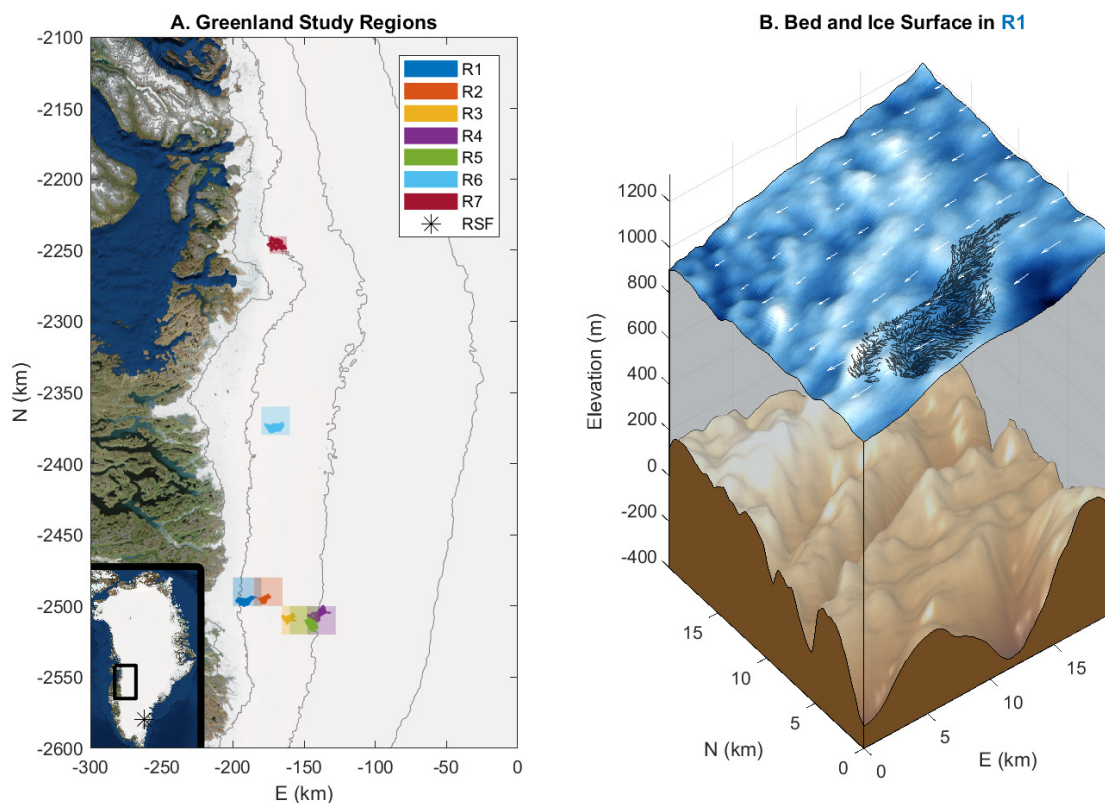 A. Greenland Study Regions
-2100
-2150
-2200
-2250
-2300
-2350
-2400
-2450
-2500
-2550
-2600
N (km)
-300
-250
-200
-150
-100
-50
0
E (km)
R1
R2
R3
R4
R5
R6
R7
RSF
B. Bed and Ice Surface in R1
1200
1000
800
600
400
200
0
-200
-400
Elevation (m)
15
10
5
0
N (km)
0
5
10
15
E (km)